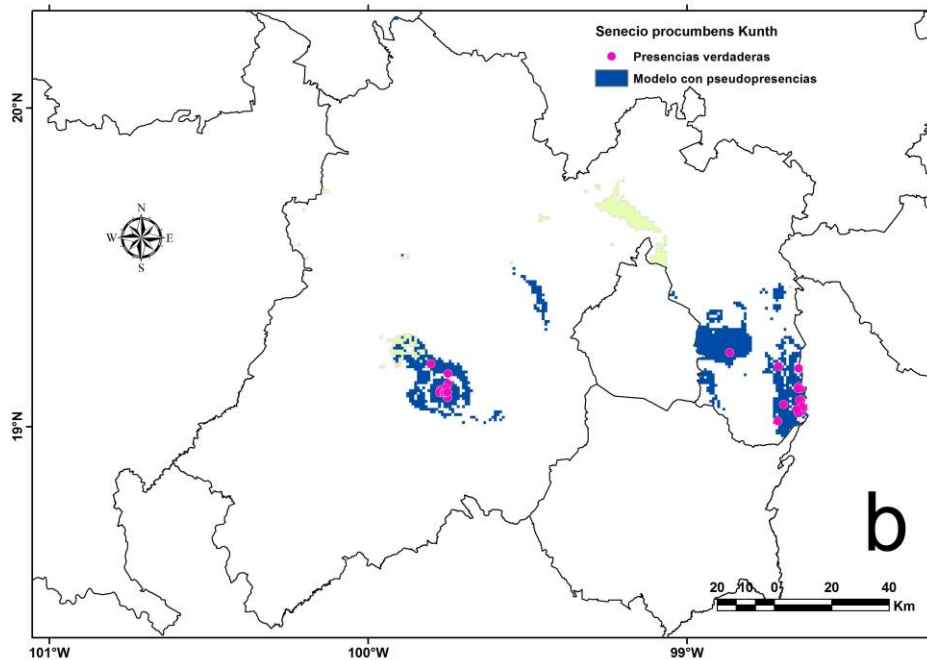 Senecio procumbens Kunth
Presencias verdaderas
Modelo con pseudopresencias
20°N
N
W E
S
19°N
b
20 10 0 20 40
Km
101°W 100°W 99°W